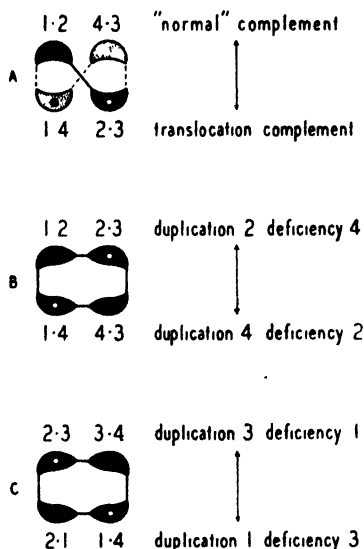 1·2 4·3 "normal" complement
A
1 4 2·3 translocation complement
1 2 2·3 duplication 2 deficiency 4
B
1·4 4·3 duplication 4 deficiency 2
2·3 3·4 duplication 3 deficiency 1
C
2·1 1·4 duplication 1 deficiency 3